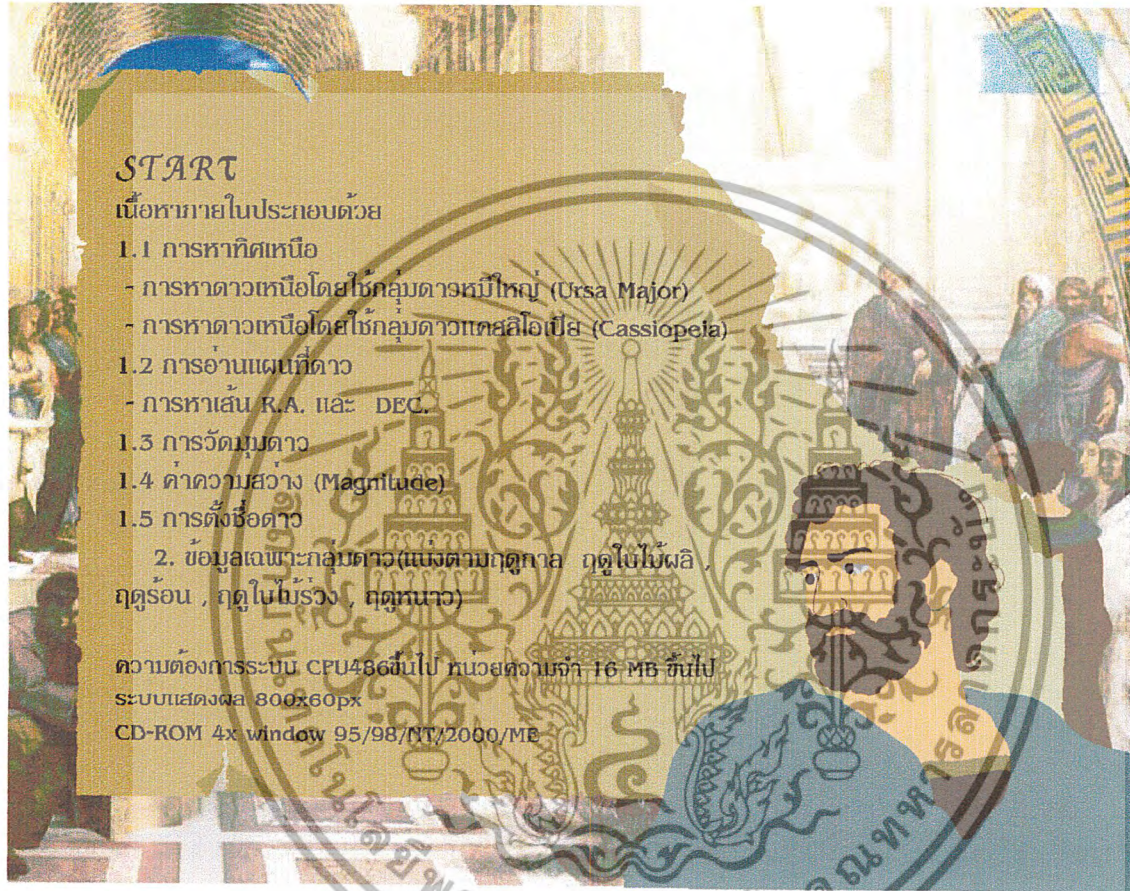 START
เนื้อหาภายในประกอบด้วย
1.1 การหาทิศเหนือ
- การหาดาวเหนือโดยใช้กลุ่มดาวหมีใหญ่ (Ursa Major)
- การหาดาวเหนือโดยใช้กลุ่มดาวแคสสิโอเปีย (Cassiopeia)
1.2 การอ่านแผนที่ดาว
- การหาเส้น R.A. และ DEC.
1.3 การวัดมุมดาว
1.4 ค่าความสว่าง (Magnitude)
1.5 การตั้งชื่อดาว
2. ข้อมูลเฉพาะกลุ่มดาว(แบ่งตามฤดูกาล ฤดูใบไม้ผลิ ,
ฤดูร้อน , ฤดูใบไม้ร่วง , ฤดูหนาว)
ความต้องการระบบ CPU486ขึ้นไป หน่วยความจำ 16 MB ขึ้นไป
ระบบแสดงผล 800x60px
CD-ROM 4x window 95/98/NT/2000/ME